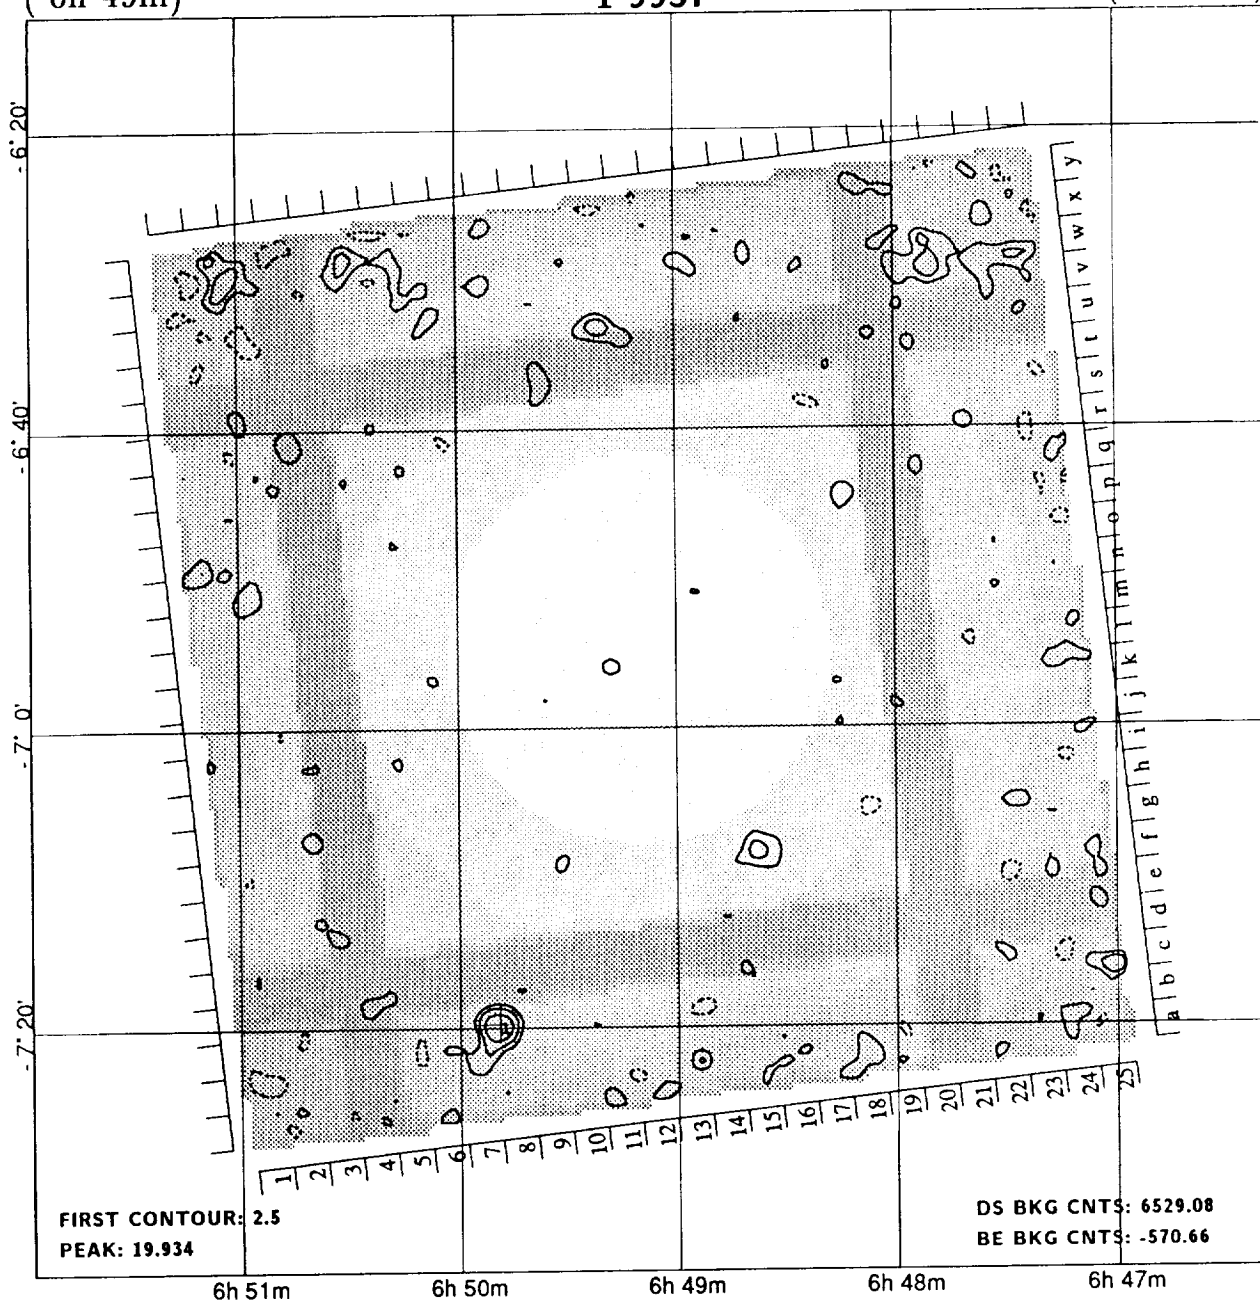 ( 6h 49m)
I 9937
- 6° 20'
- 6° 40'
- 7° 0'
- 7° 20'
y
x
w
v
u
t
s
r
q
p
o
n
m
l
k
j
i
h
g
f
e
d
c
b
a
1 2 3 4 5 6 7 8 9 10 11 12 13 14 15 16 17 18 19 20 21 22 23 24 25
FIRST CONTOUR: 2.5
PEAK: 19.934
DS BKG CNTS: 6529.08
BE BKG CNTS: -570.66
6h 51m 6h 50m 6h 49m 6h 48m 6h 47m